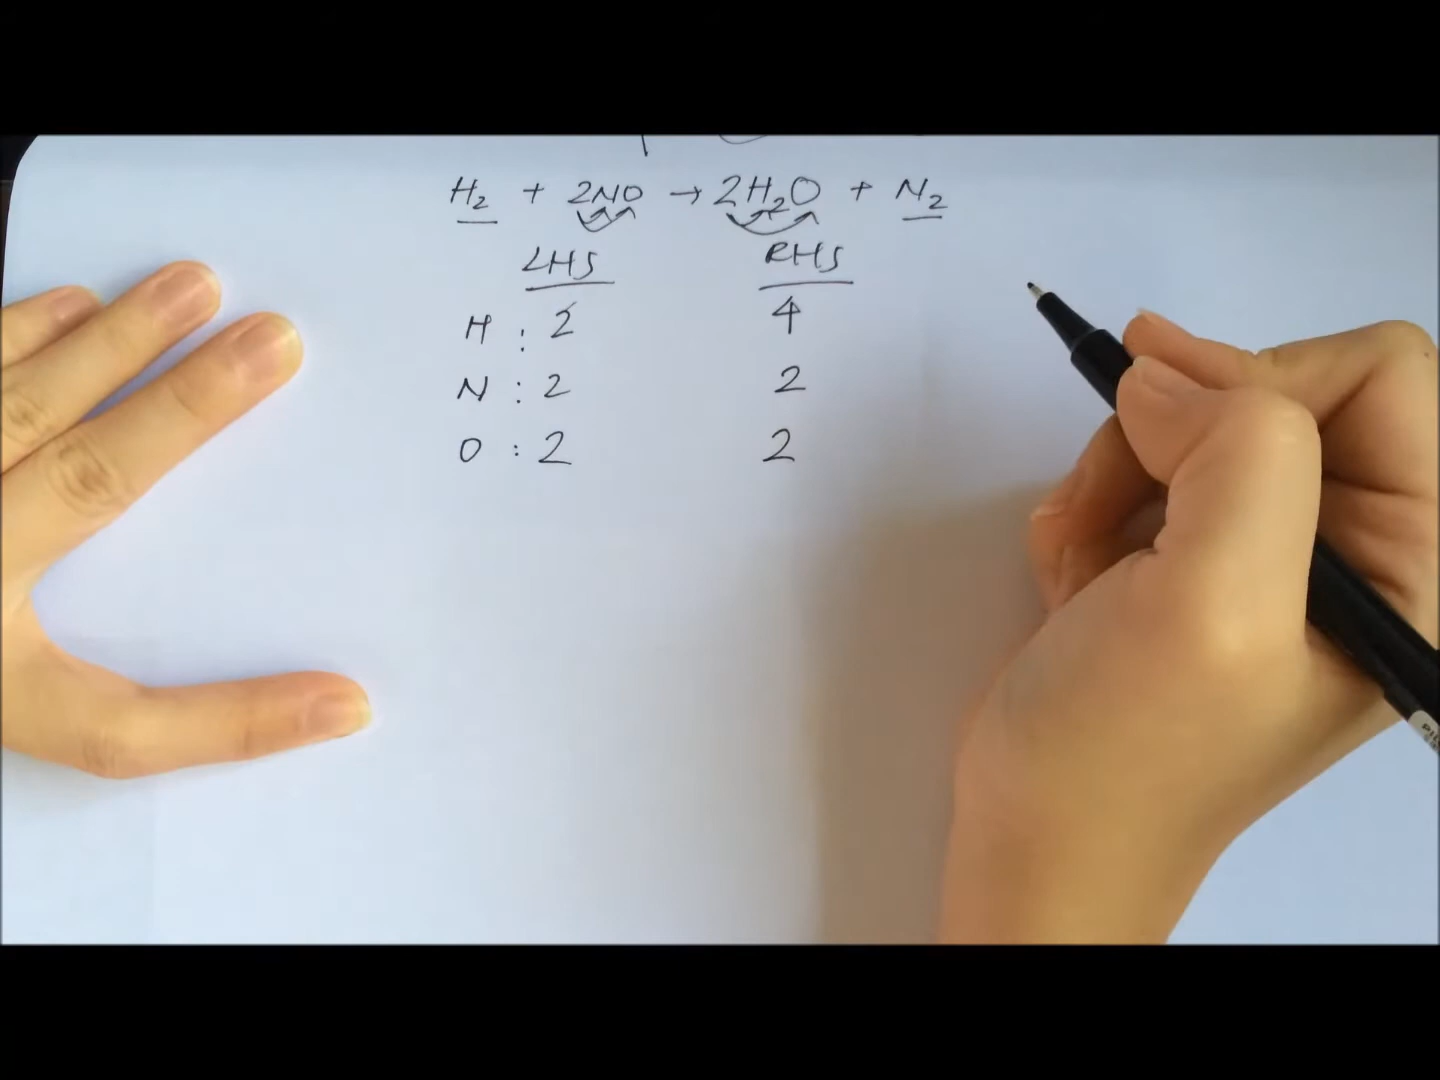 H2 + 2NO → 2H2O + N2
LHS RHS
H : 2 4
N : 2 2
O : 2 2